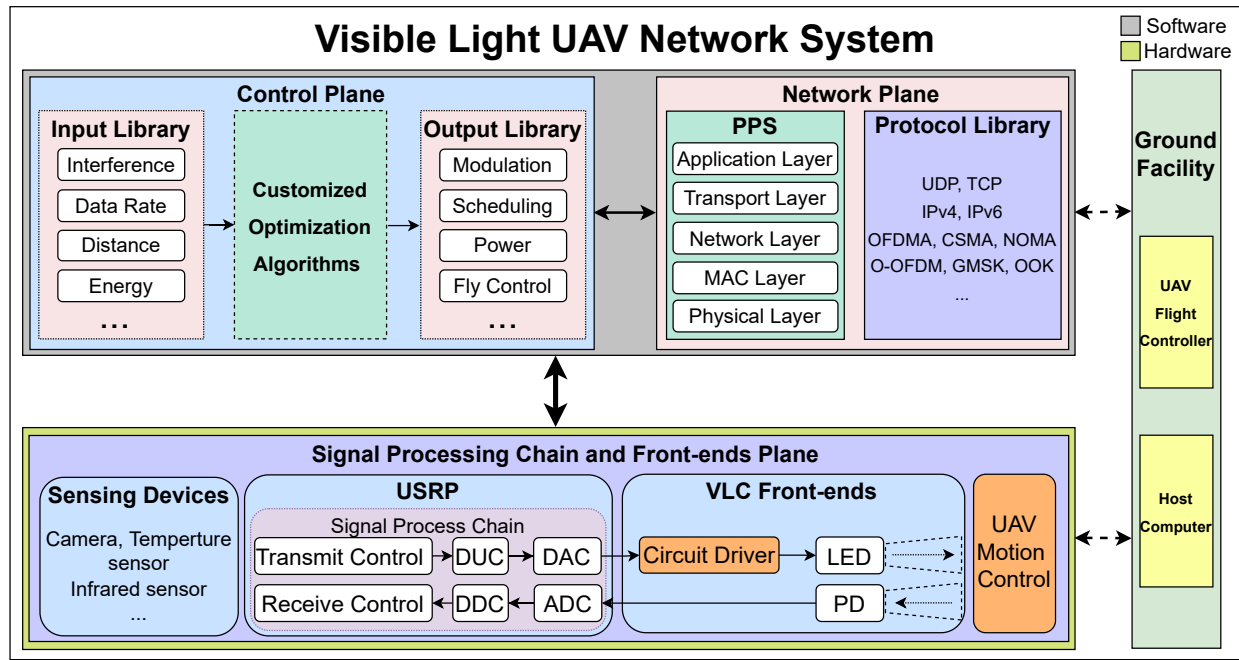 Visible Light UAV Network System
Software
Hardware
Control Plane
Input Library
Interference
Data Rate
Distance
Energy
...
Customized
Optimization
Algorithms
Output Library
Modulation
Scheduling
Power
Fly Control
...
Network Plane
PPS
Application Layer
Transport Layer
Network Layer
MAC Layer
Physical Layer
Protocol Library
UDP, TCP
IPv4, IPv6
OFDMA, CSMA, NOMA
O-OFDM, GMSK, OOK
...
Ground
Facility
UAV
Flight
Controller
Host
Computer
Signal Processing Chain and Front-ends Plane
Sensing Devices
Camera, Temperture
sensor
Infrared sensor
...
USRP
Signal Process Chain
Transmit Control
DUC
DAC
Receive Control
DDC
ADC
VLC Front-ends
Circuit Driver
LED
PD
UAV
Motion
Control